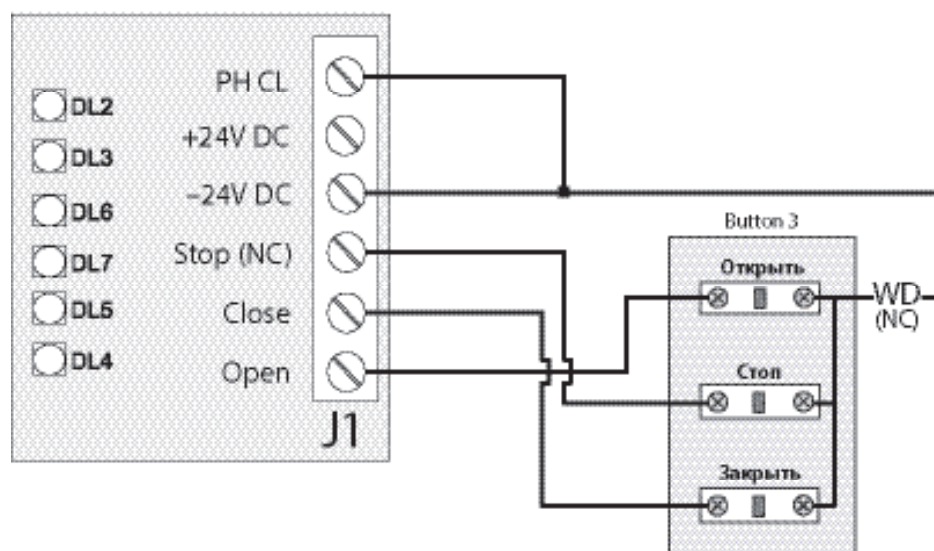 PH CL
+24V DC
–24V DC
Stop (NC)
Close
Open
J1
DL2
DL3
DL6
DL7
DL5
DL4
Button 3
Открыть
Стоп
Закрыть
WD
(NC)